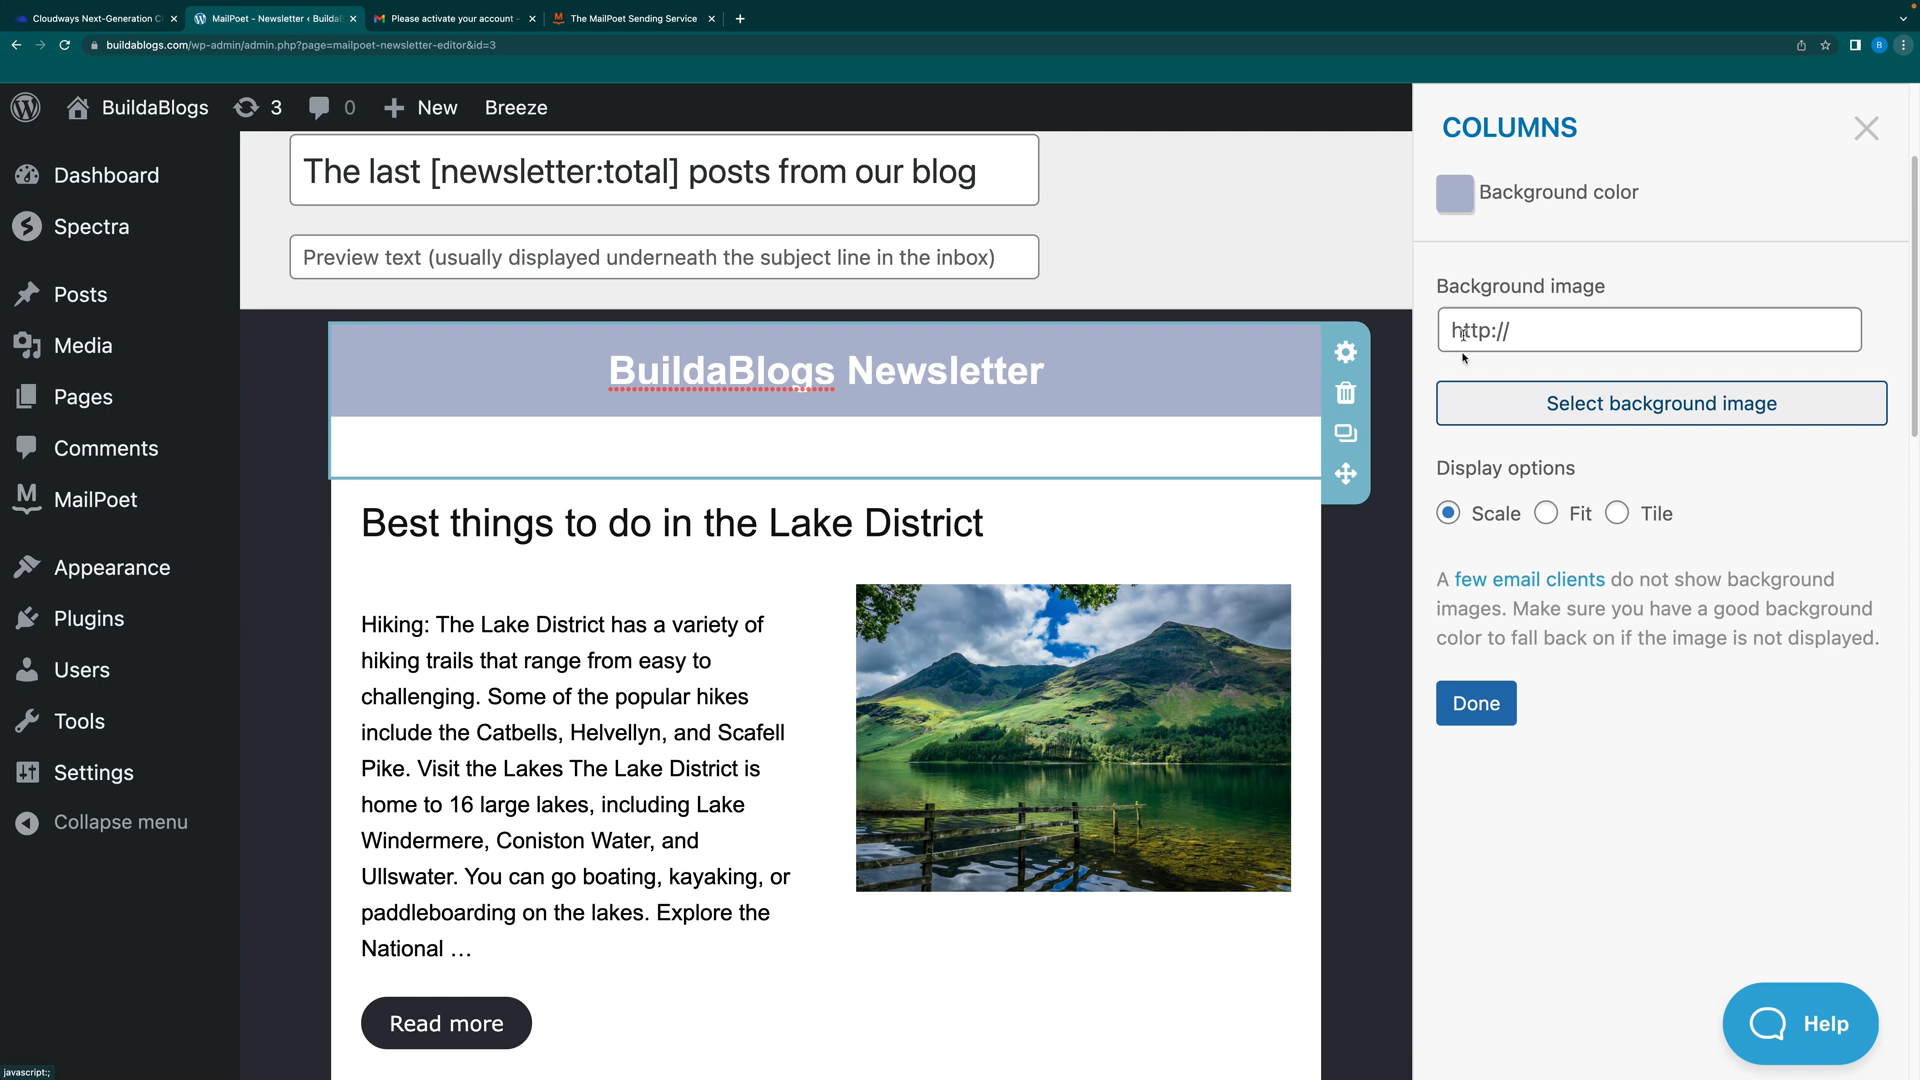 Cloudways Next-Generation C
MailPoet - Newsletter ‹ Builda
Please activate your account -
The MailPoet Sending Service
buildablogs.com/wp-admin/admin.php?page=mailpoet-newsletter-editor&id=3
B
BuildaBlogs
3
0
New
Breeze
Dashboard
Spectra
Posts
Media
Pages
Comments
MailPoet
Appearance
Plugins
Users
Tools
Settings
Collapse menu
javascript:;
The last [newsletter:total] posts from our blog
Preview text (usually displayed underneath the subject line in the inbox)
BuildaBlogs Newsletter
Best things to do in the Lake District
Hiking: The Lake District has a variety of
hiking trails that range from easy to
challenging. Some of the popular hikes
include the Catbells, Helvellyn, and Scafell
Pike. Visit the Lakes The Lake District is
home to 16 large lakes, including Lake
Windermere, Coniston Water, and
Ullswater. You can go boating, kayaking, or
paddleboarding on the lakes. Explore the
National …
Read more
COLUMNS
Background color
Background image
http://
Select background image
Display options
Scale Fit Tile
A few email clients do not show background
images. Make sure you have a good background
color to fall back on if the image is not displayed.
Done
Help